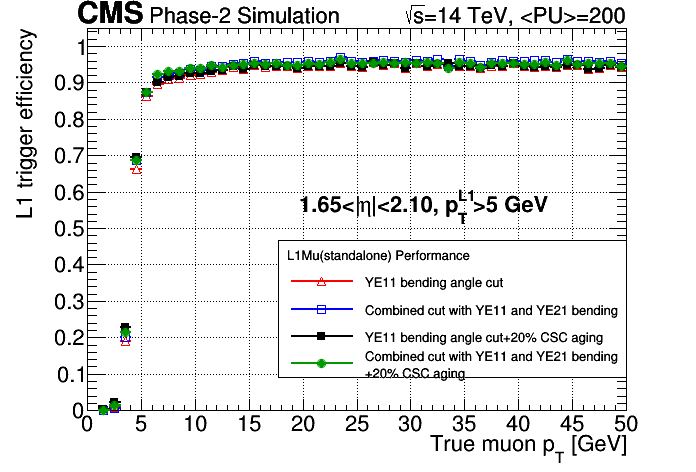 CMS Phase-2 Simulation √s=14 TeV, <PU>=200
L1 trigger efficiency
1
0.9
0.8
0.7
0.6
0.5
0.4
0.3
0.2
0.1
0
1.65<|η|<2.10, p_T^L1>5 GeV
L1Mu(standalone) Performance
YE11 bending angle cut
Combined cut with YE11 and YE21 bending
YE11 bending angle cut+20% CSC aging
Combined cut with YE11 and YE21 bending
+20% CSC aging
0 5 10 15 20 25 30 35 40 45 50
True muon p_T [GeV]